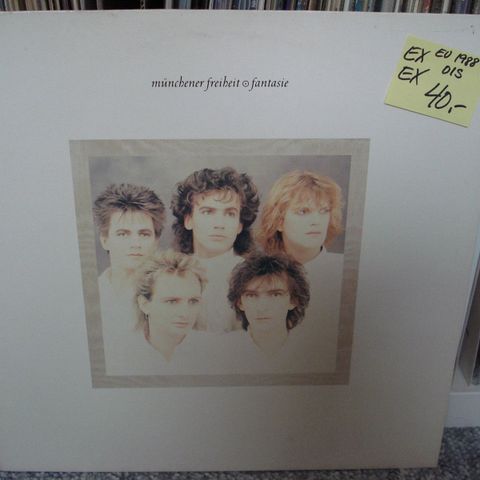 münchener freiheit ⊙ fantasie
EX EU 1988
EX OIS
40,-